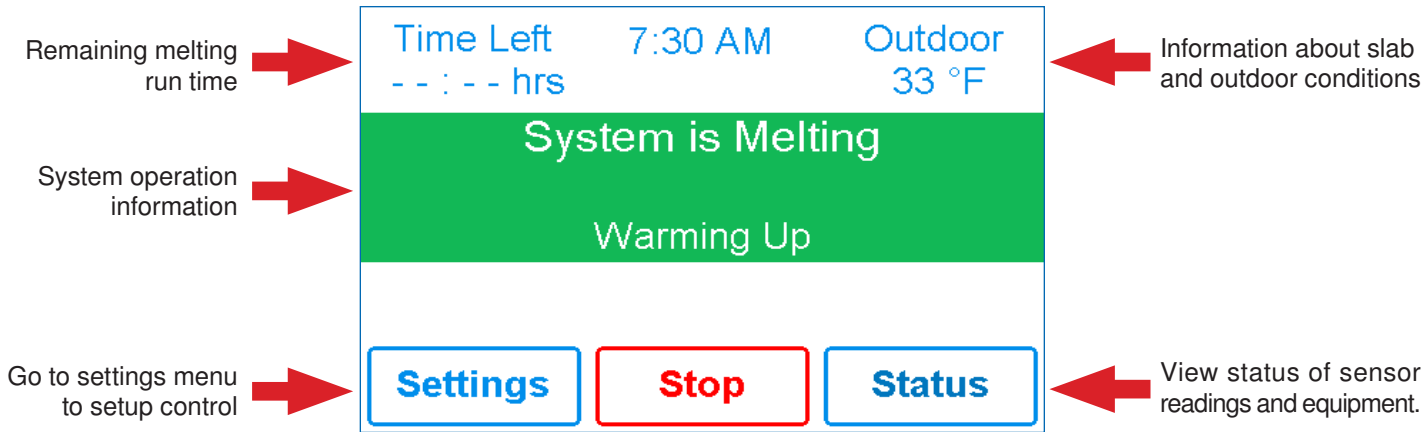 Remaining melting
run time
Time Left
- - : - - hrs
7:30 AM
Outdoor
33 °F
Information about slab
and outdoor conditions
System operation
information
System is Melting
Warming Up
Go to settings menu
to setup control
Settings
Stop
Status
View status of sensor
readings and equipment.